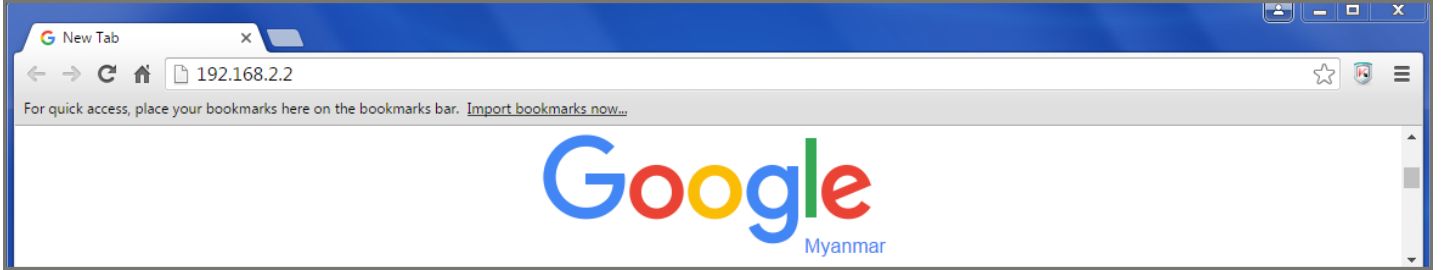 New Tab
192.168.2.2
For quick access, place your bookmarks here on the bookmarks bar. Import bookmarks now...
Google
Myanmar